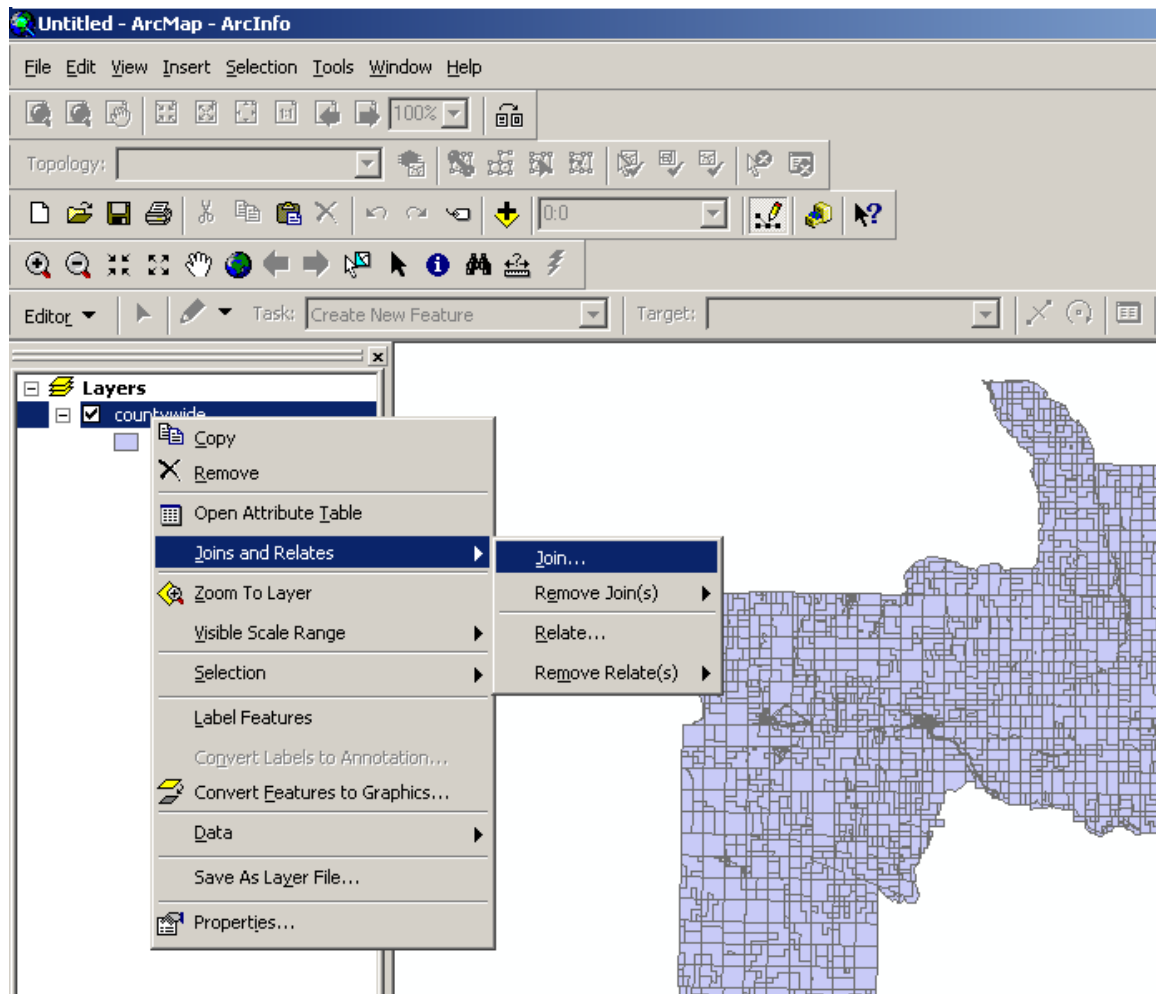 Untitled - ArcMap - ArcInfo
File Edit View Insert Selection Tools Window Help
100%
Topology:
0:0
Editor Task: Create New Feature Target:
Layers
countywide
Copy
Remove
Open Attribute Table
Joins and Relates
Zoom To Layer
Visible Scale Range
Selection
Label Features
Convert Labels to Annotation...
Convert Features to Graphics...
Data
Save As Layer File...
Properties...
Join...
Remove Join(s)
Relate...
Remove Relate(s)